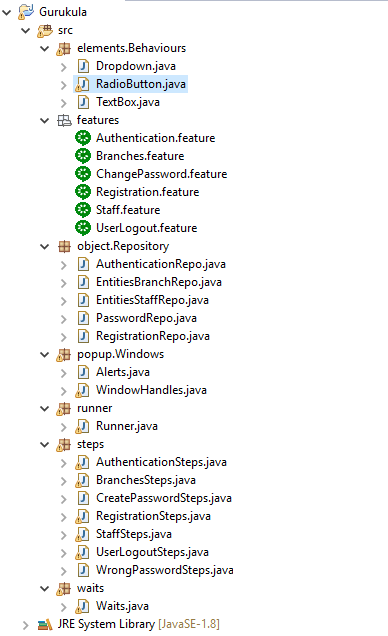 Gurukula
src
elements.Behaviours
Dropdown.java
RadioButton.java
TextBox.java
features
Authentication.feature
Branches.feature
ChangePassword.feature
Registration.feature
Staff.feature
UserLogout.feature
object.Repository
AuthenticationRepo.java
EntitiesBranchRepo.java
EntitiesStaffRepo.java
PasswordRepo.java
RegistrationRepo.java
popup.Windows
Alerts.java
WindowHandles.java
runner
Runner.java
steps
AuthenticationSteps.java
BranchesSteps.java
CreatePasswordSteps.java
RegistrationSteps.java
StaffSteps.java
UserLogoutSteps.java
WrongPasswordSteps.java
waits
Waits.java
JRE System Library [JavaSE-1.8]